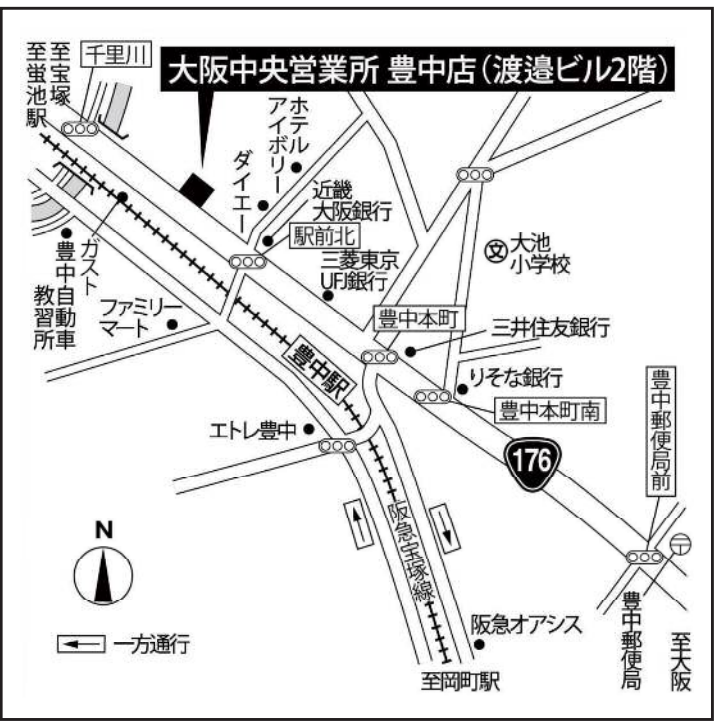 至宝塚
至蛍池駅
千里川
大阪中央営業所 豊中店(渡邉ビル2階)
ホテル
アイボリー
ダイエー
近畿
大阪銀行
駅前北
三菱東京
UFJ銀行
大池
小学校
文
ガスト
豊中自動車
教習所
ファミリー
マート
豊中本町
三井住友銀行
豊中駅
りそな銀行
豊中本町南
エトレ豊中
176
豊中郵便局前
N
阪急宝塚線
一方通行
阪急オアシス
至岡町駅
豊中郵便局
至大阪
〒